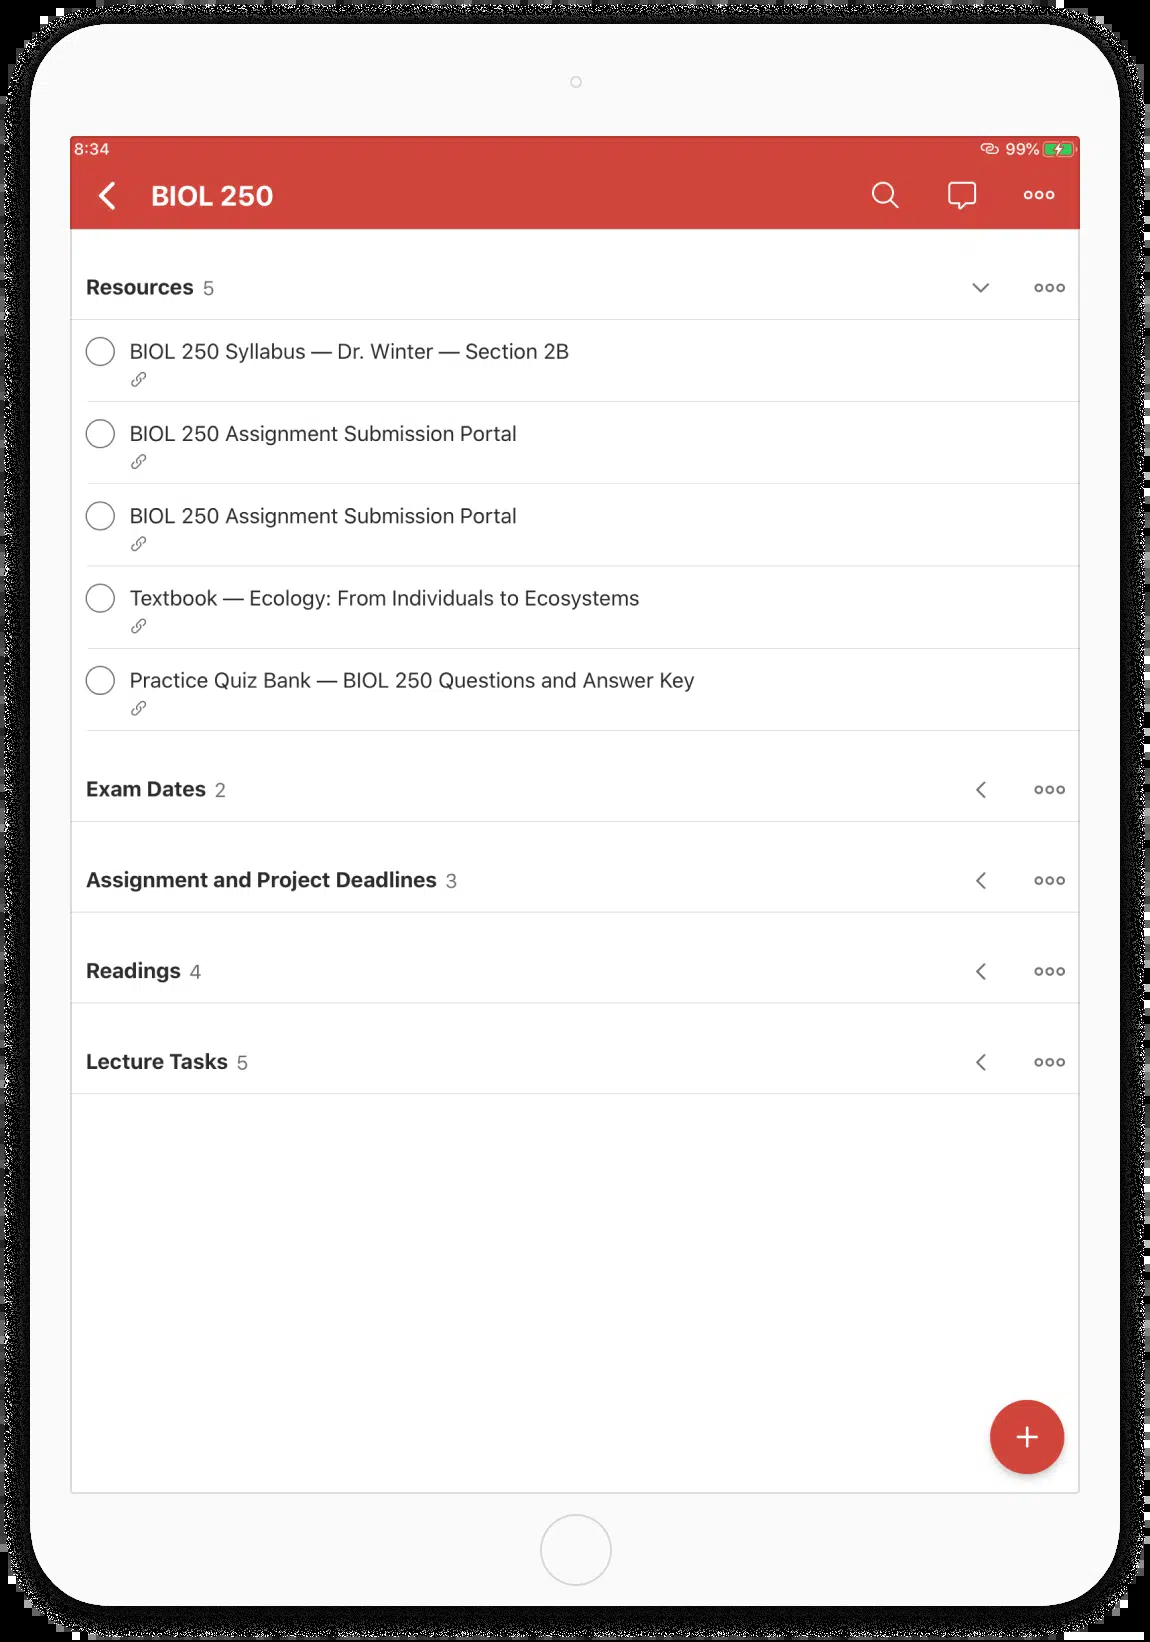 8:34 99%
BIOL 250
Resources 5
BIOL 250 Syllabus — Dr. Winter — Section 2B
BIOL 250 Assignment Submission Portal
BIOL 250 Assignment Submission Portal
Textbook — Ecology: From Individuals to Ecosystems
Practice Quiz Bank — BIOL 250 Questions and Answer Key
Exam Dates 2
Assignment and Project Deadlines 3
Readings 4
Lecture Tasks 5